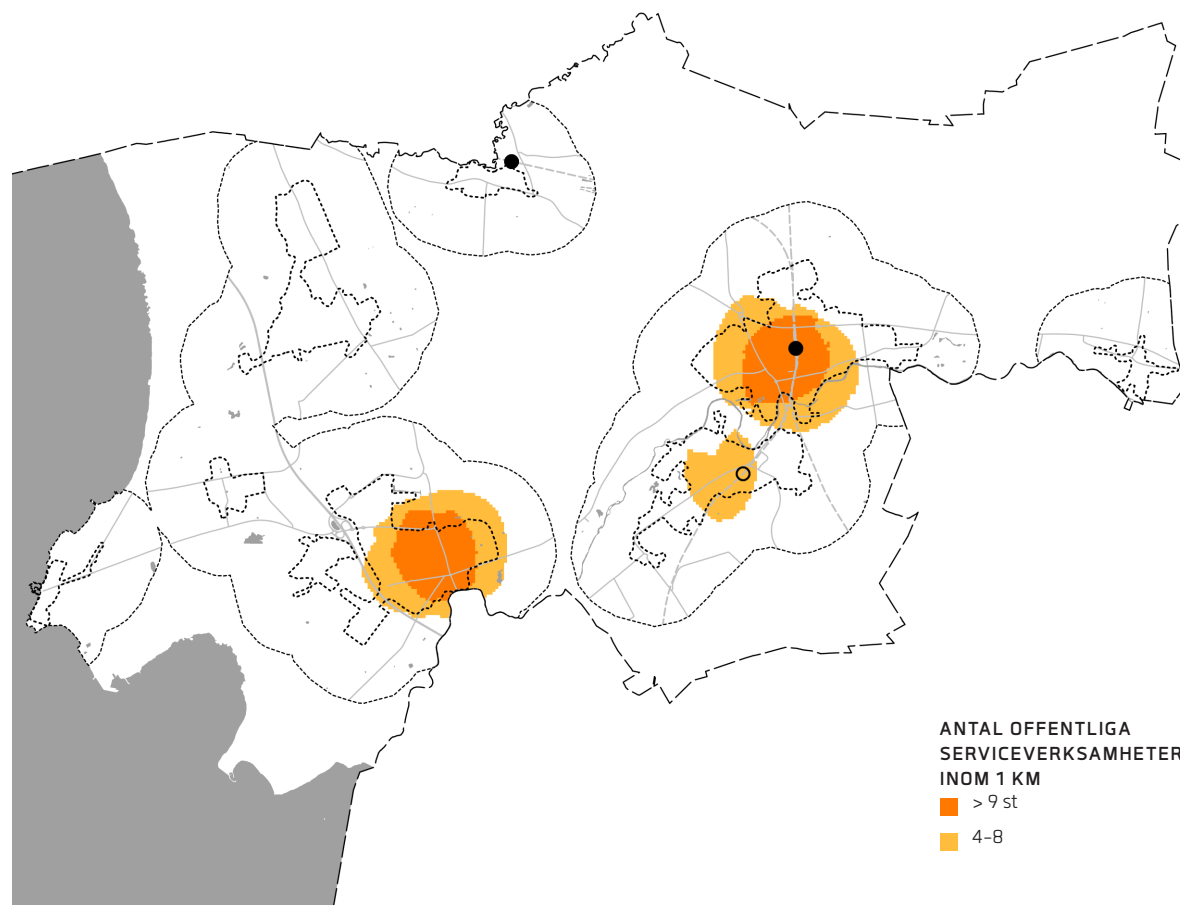 ANTAL OFFENTLIGA
SERVICEVERKSAMHETER
INOM 1 KM
> 9 st
4-8